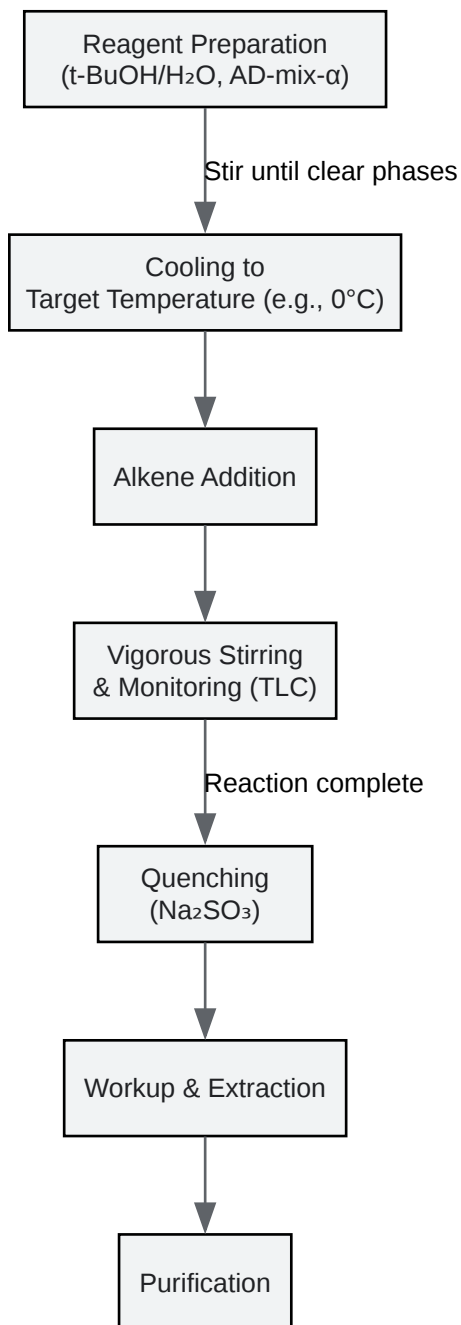 Reagent Preparation
(t-BuOH/H₂O, AD-mix-α)
Stir until clear phases
Cooling to
Target Temperature (e.g., 0°C)
Alkene Addition
Vigorous Stirring
& Monitoring (TLC)
Reaction complete
Quenching
(Na₂SO₃)
Workup & Extraction
Purification